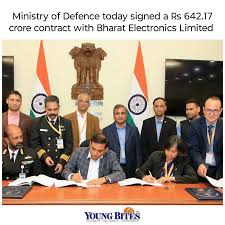 Ministry of Defence today signed a Rs 642.17
crore contract with Bharat Electronics Limited
YOUNG BITES